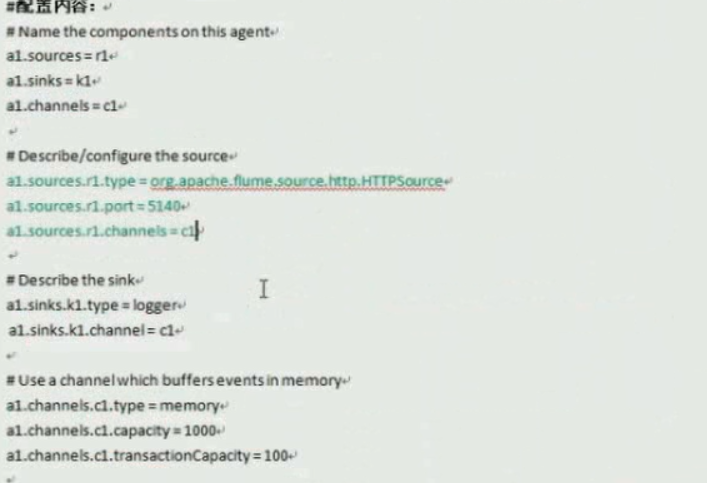 #配置内容：
# Name the components on this agent
a1.sources = r1
a1.sinks = k1
a1.channels = c1
# Describe/configure the source
a1.sources.r1.type = org.apache.flume.source.http.HTTPSource
a1.sources.r1.port = 5140
a1.sources.r1.channels = c1
# Describe the sink
a1.sinks.k1.type = logger
a1.sinks.k1.channel = c1
# Use a channel which buffers events in memory
a1.channels.c1.type = memory
a1.channels.c1.capacity = 1000
a1.channels.c1.transactionCapacity = 100